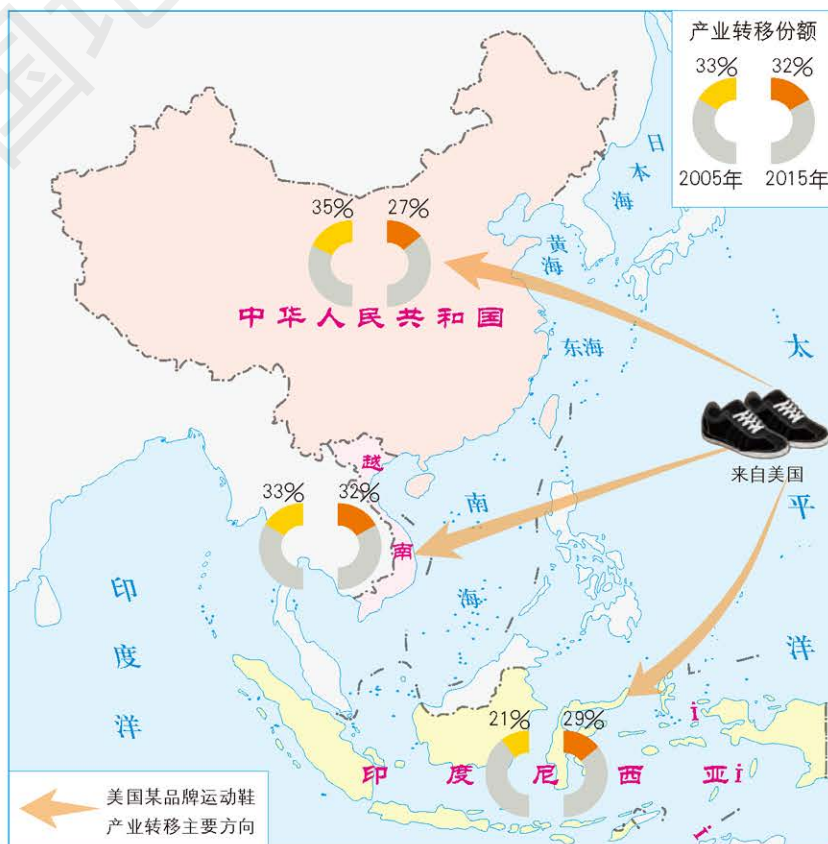 产业转移份额
33% 32%
2005年 2015年
日本海
35% 27%
黄海
中华人民共和国
东海
太平洋
来自美国
越南
33% 32%
南海
印度洋
21% 29%
印度尼西亚
美国某品牌运动鞋
产业转移主要方向